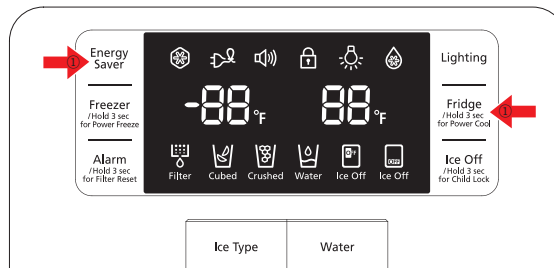 Energy
Saver
Lighting
①
-88°F
88°F
Freezer
/Hold 3 sec
for Power Freeze
Fridge
/Hold 3 sec
for Power Cool
①
Alarm
/Hold 3 sec
for Filter Reset
OFF
OFF
Filter
Cubed
Crushed
Water
Ice Off
Ice Off
Ice Off
/Hold 3 sec
for Child Lock
Ice Type
Water